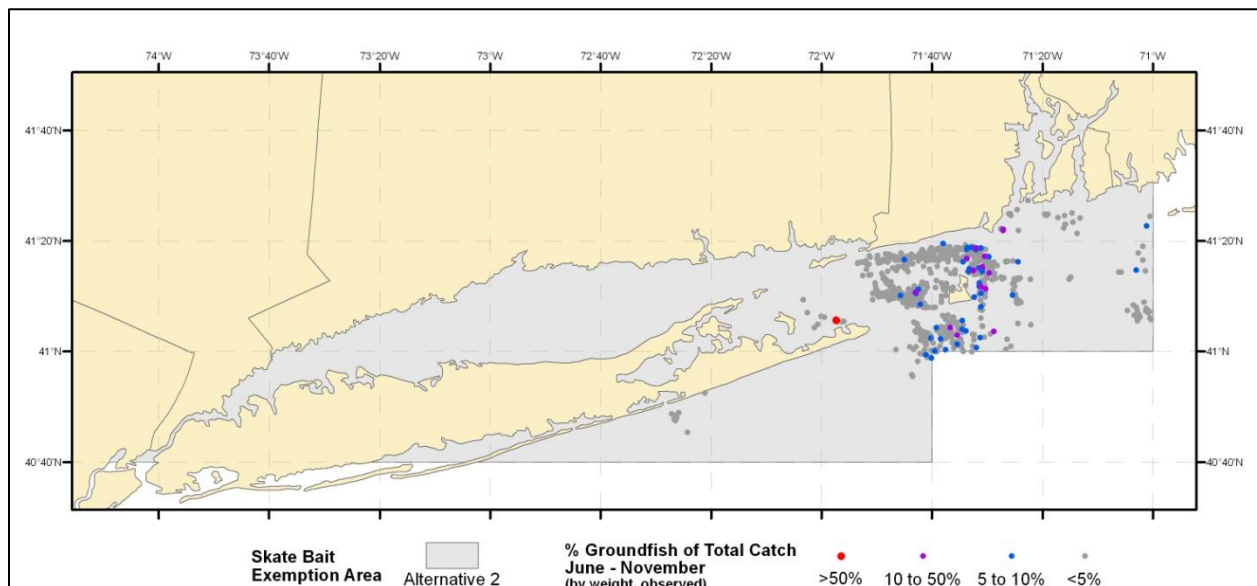 74°W 73°40'W 73°20'W 73°W 72°40'W 72°20'W 72°W 71°40'W 71°20'W 71°W
41°40'N 41°40'N
41°20'N 41°20'N
41°N 41°N
40°40'N 40°40'N
Skate Bait
Exemption Area
Alternative 2
% Groundfish of Total Catch
June - November
(by weight, observed)
>50% 10 to 50% 5 to 10% <5%